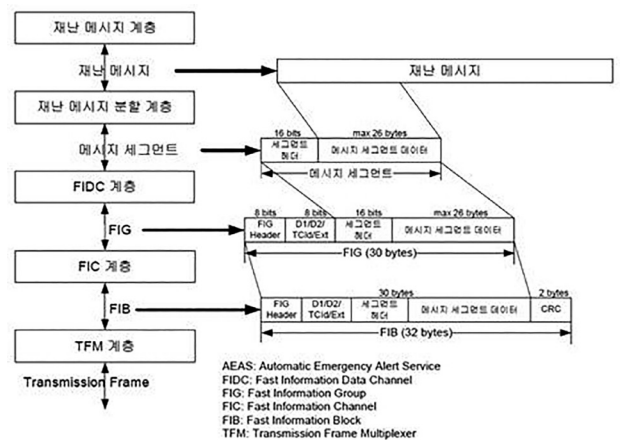 재난 메시지 계층
재난 메시지
재난 메시지
재난 메시지 분할 계층
16 bits
max 26 bytes
세그먼트 헤더
메시지 세그먼트 데이터
메시지 세그먼트
메시지 세그먼트
FIDC 계층
8 bits
8 bits
16 bits
max 26 bytes
FIG
FIG Header
D1/D2/ TCId/Ext
세그먼트 헤더
메시지 세그먼트 데이터
FIG (30 bytes)
FIC 계층
30 bytes
2 bytes
FIB
FIG Header
D1/D2/ TCId/Ext
세그먼트 헤더
메시지 세그먼트 데이터
CRC
FIB (32 bytes)
TFM 계층
Transmission Frame
AEAS: Automatic Emergency Alert Service
FIDC: Fast Information Data Channel
FIG: Fast Information Group
FIC: Fast Information Channel
FIB: Fast Information Block
TFM: Transmission Frame Multiplexer